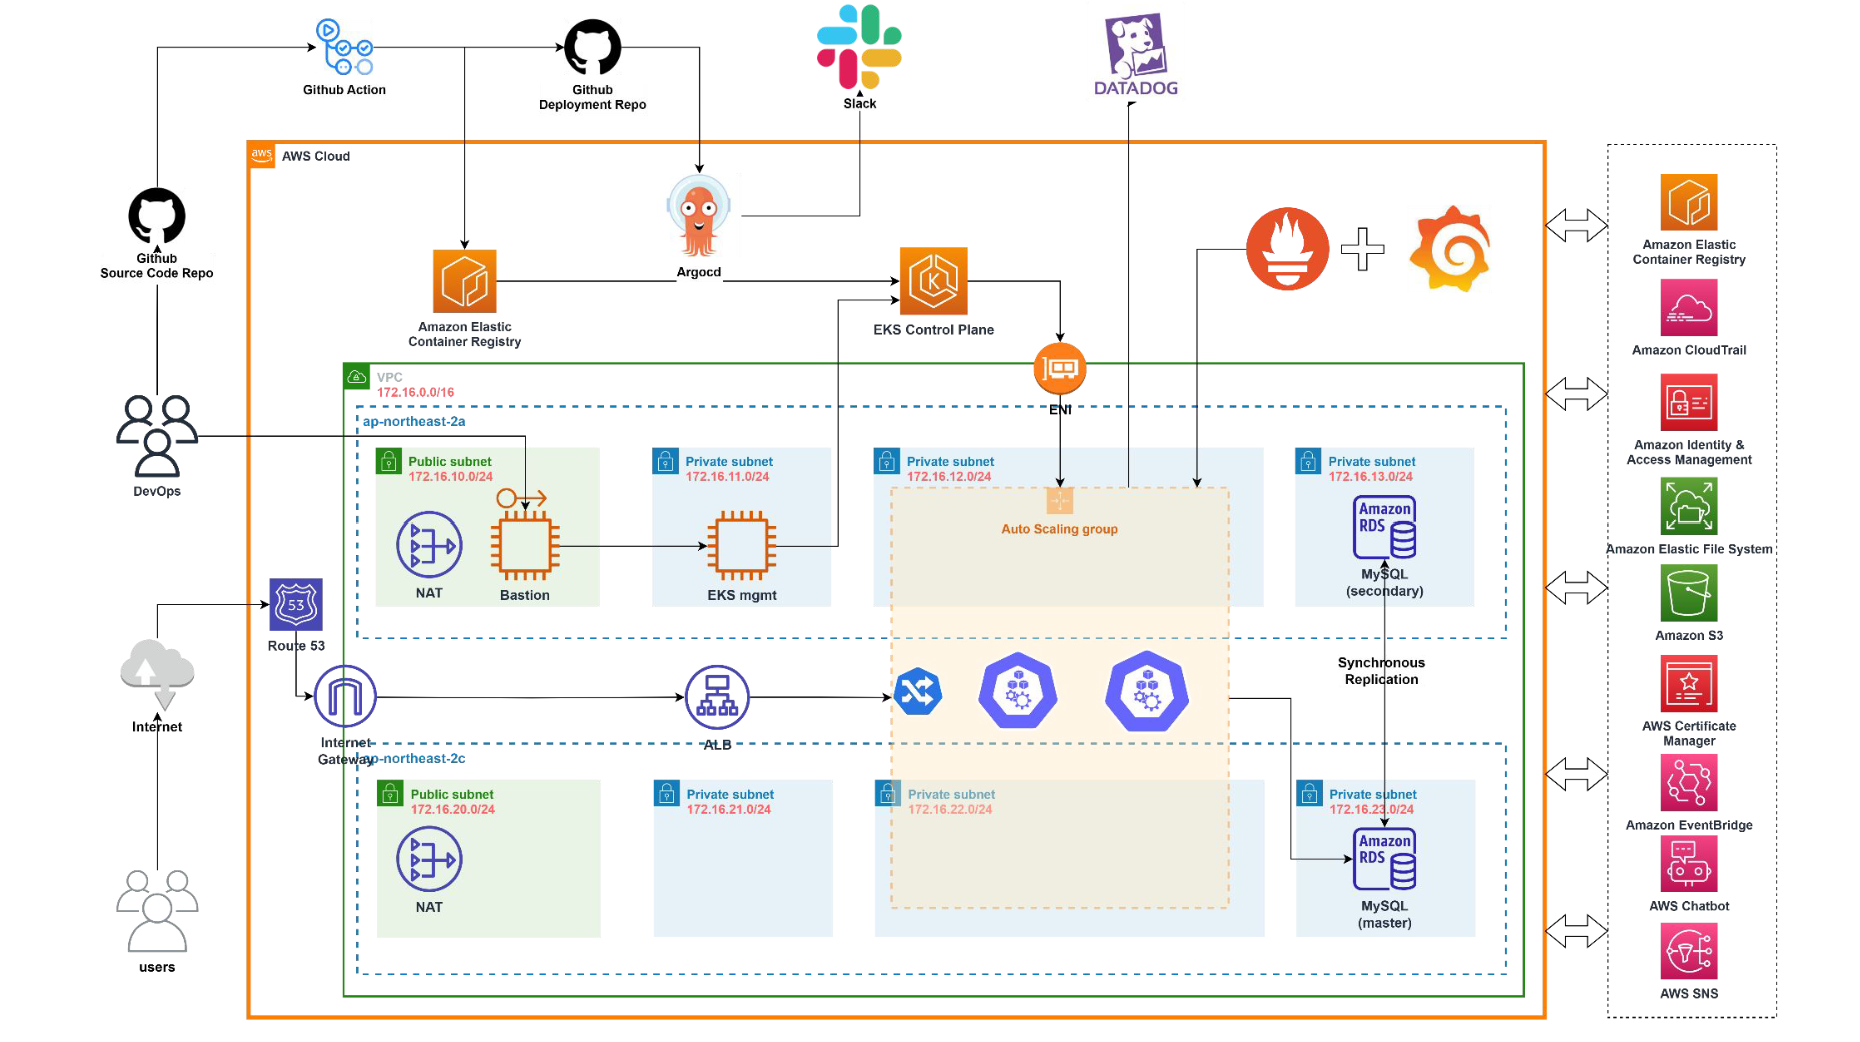 Github Action
Github
Deployment Repo
Slack
DATADOG
aws
AWS Cloud
Github
Source Code Repo
Argocd
K
Amazon Elastic
Container Registry
EKS Control Plane
Amazon Elastic
Container Registry
Amazon CloudTrail
VPC
172.16.0.0/16
ENI
ap-northeast-2a
DevOps
Public subnet
172.16.10.0/24
Private subnet
172.16.11.0/24
Private subnet
172.16.12.0/24
Private subnet
172.16.13.0/24
Amazon Identity &
Access Management
Auto Scaling group
Amazon
RDS
NAT
Bastion
EKS mgmt
MySQL
(secondary)
Amazon Elastic File System
53
Route 53
Amazon S3
Synchronous
Replication
Internet
Internet
Gateway
ALB
AWS Certificate
Manager
ap-northeast-2c
Public subnet
172.16.20.0/24
Private subnet
172.16.21.0/24
Private subnet
172.16.22.0/24
Private subnet
172.16.23.0/24
Amazon EventBridge
Amazon
RDS
NAT
MySQL
(master)
AWS Chatbot
users
AWS SNS